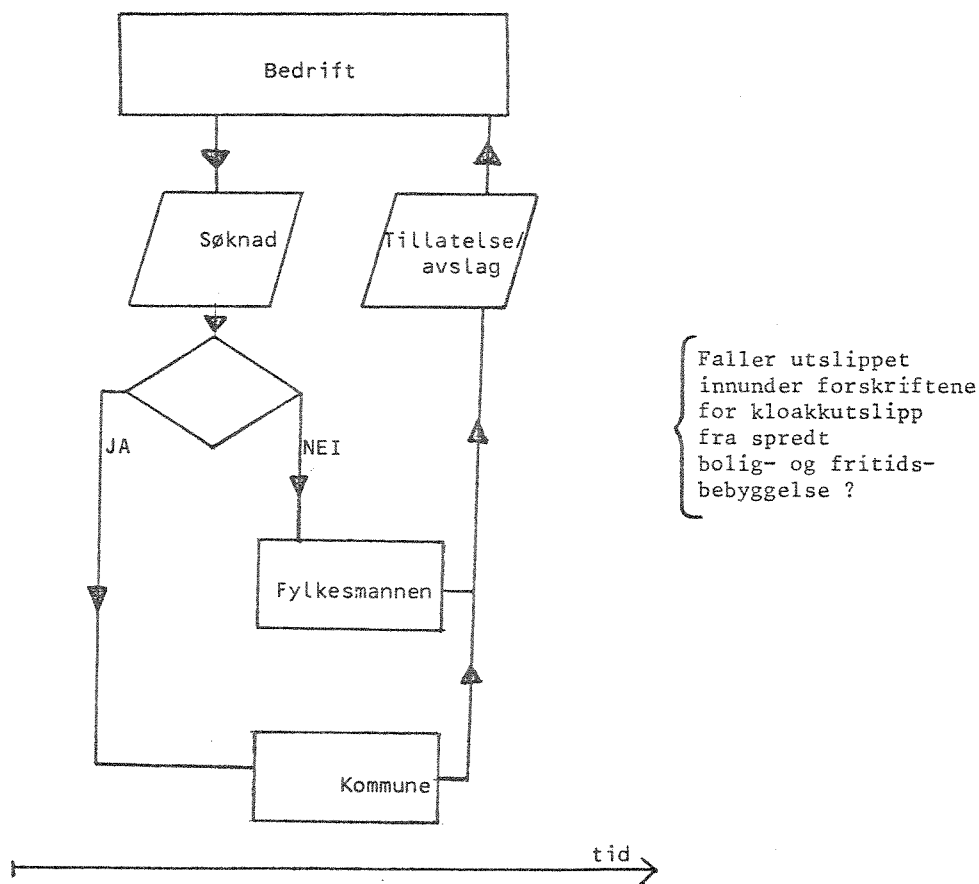 Bedrift
Søknad
Tillatelse/
avslag
Faller utslippet
innunder forskriftene
for kloakkutslipp
fra spredt
bolig- og fritids-
bebyggelse ?
JA
NEI
Fylkesmannen
Kommune
tid